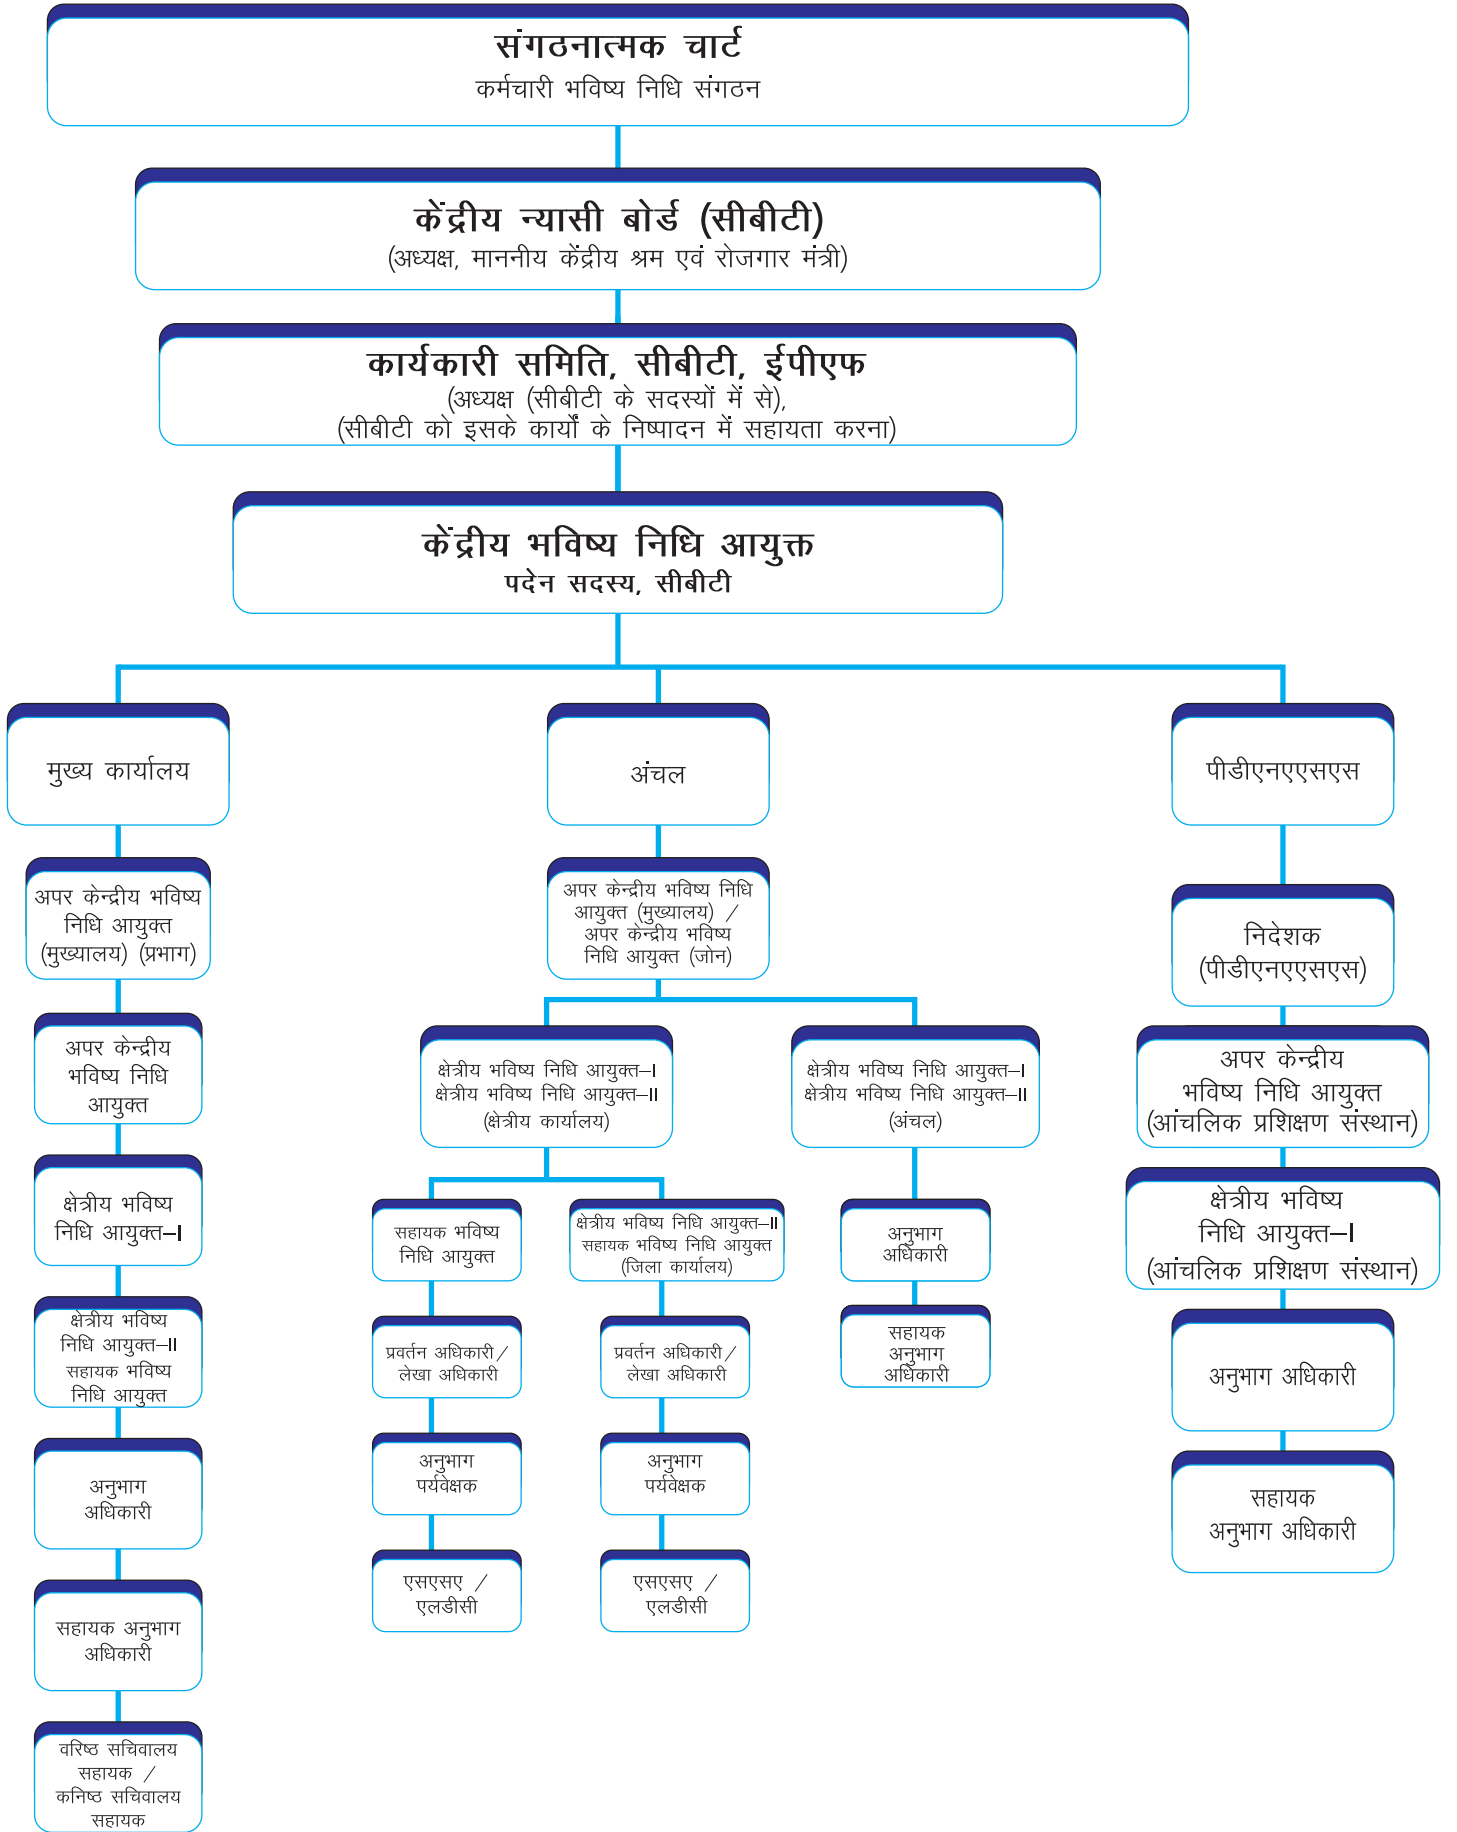 संगठनात्मक चार्ट
कर्मचारी भविष्य निधि संगठन
केंद्रीय न्यासी बोर्ड (सीबीटी)
(अध्यक्ष, माननीय केंद्रीय श्रम एवं रोजगार मंत्री)
कार्यकारी समिति, सीबीटी, ईपीएफ
(अध्यक्ष (सीबीटी के सदस्यों में से),
(सीबीटी को इसके कार्यों के निष्पादन में सहायता करना)
केंद्रीय भविष्य निधि आयुक्त
पदेन सदस्य, सीबीटी
मुख्य कार्यालय
अपर केन्द्रीय भविष्य
निधि आयुक्त
(मुख्यालय) (प्रभाग)
अपर केन्द्रीय
भविष्य निधि
आयुक्त
क्षेत्रीय भविष्य
निधि आयुक्त–I
क्षेत्रीय भविष्य
निधि आयुक्त–II
सहायक भविष्य
निधि आयुक्त
अनुभाग
अधिकारी
सहायक अनुभाग
अधिकारी
वरिष्ठ सचिवालय
सहायक /
कनिष्ठ सचिवालय
सहायक
अंचल
अपर केन्द्रीय भविष्य निधि
आयुक्त (मुख्यालय) /
अपर केन्द्रीय भविष्य
निधि आयुक्त (जोन)
क्षेत्रीय भविष्य निधि आयुक्त–I
क्षेत्रीय भविष्य निधि आयुक्त–II
(क्षेत्रीय कार्यालय)
सहायक भविष्य
निधि आयुक्त
प्रवर्तन अधिकारी /
लेखा अधिकारी
अनुभाग
पर्यवेक्षक
एसएसए /
एलडीसी
क्षेत्रीय भविष्य निधि आयुक्त–II
सहायक भविष्य निधि आयुक्त
(जिला कार्यालय)
प्रवर्तन अधिकारी /
लेखा अधिकारी
अनुभाग
पर्यवेक्षक
एसएसए /
एलडीसी
क्षेत्रीय भविष्य निधि आयुक्त–I
क्षेत्रीय भविष्य निधि आयुक्त–II
(अंचल)
अनुभाग
अधिकारी
सहायक
अनुभाग
अधिकारी
पीडीएनएएसएस
निदेशक
(पीडीएनएएसएस)
अपर केन्द्रीय
भविष्य निधि आयुक्त
(आंचलिक प्रशिक्षण संस्थान)
क्षेत्रीय भविष्य
निधि आयुक्त–I
(आंचलिक प्रशिक्षण संस्थान)
अनुभाग अधिकारी
सहायक
अनुभाग अधिकारी